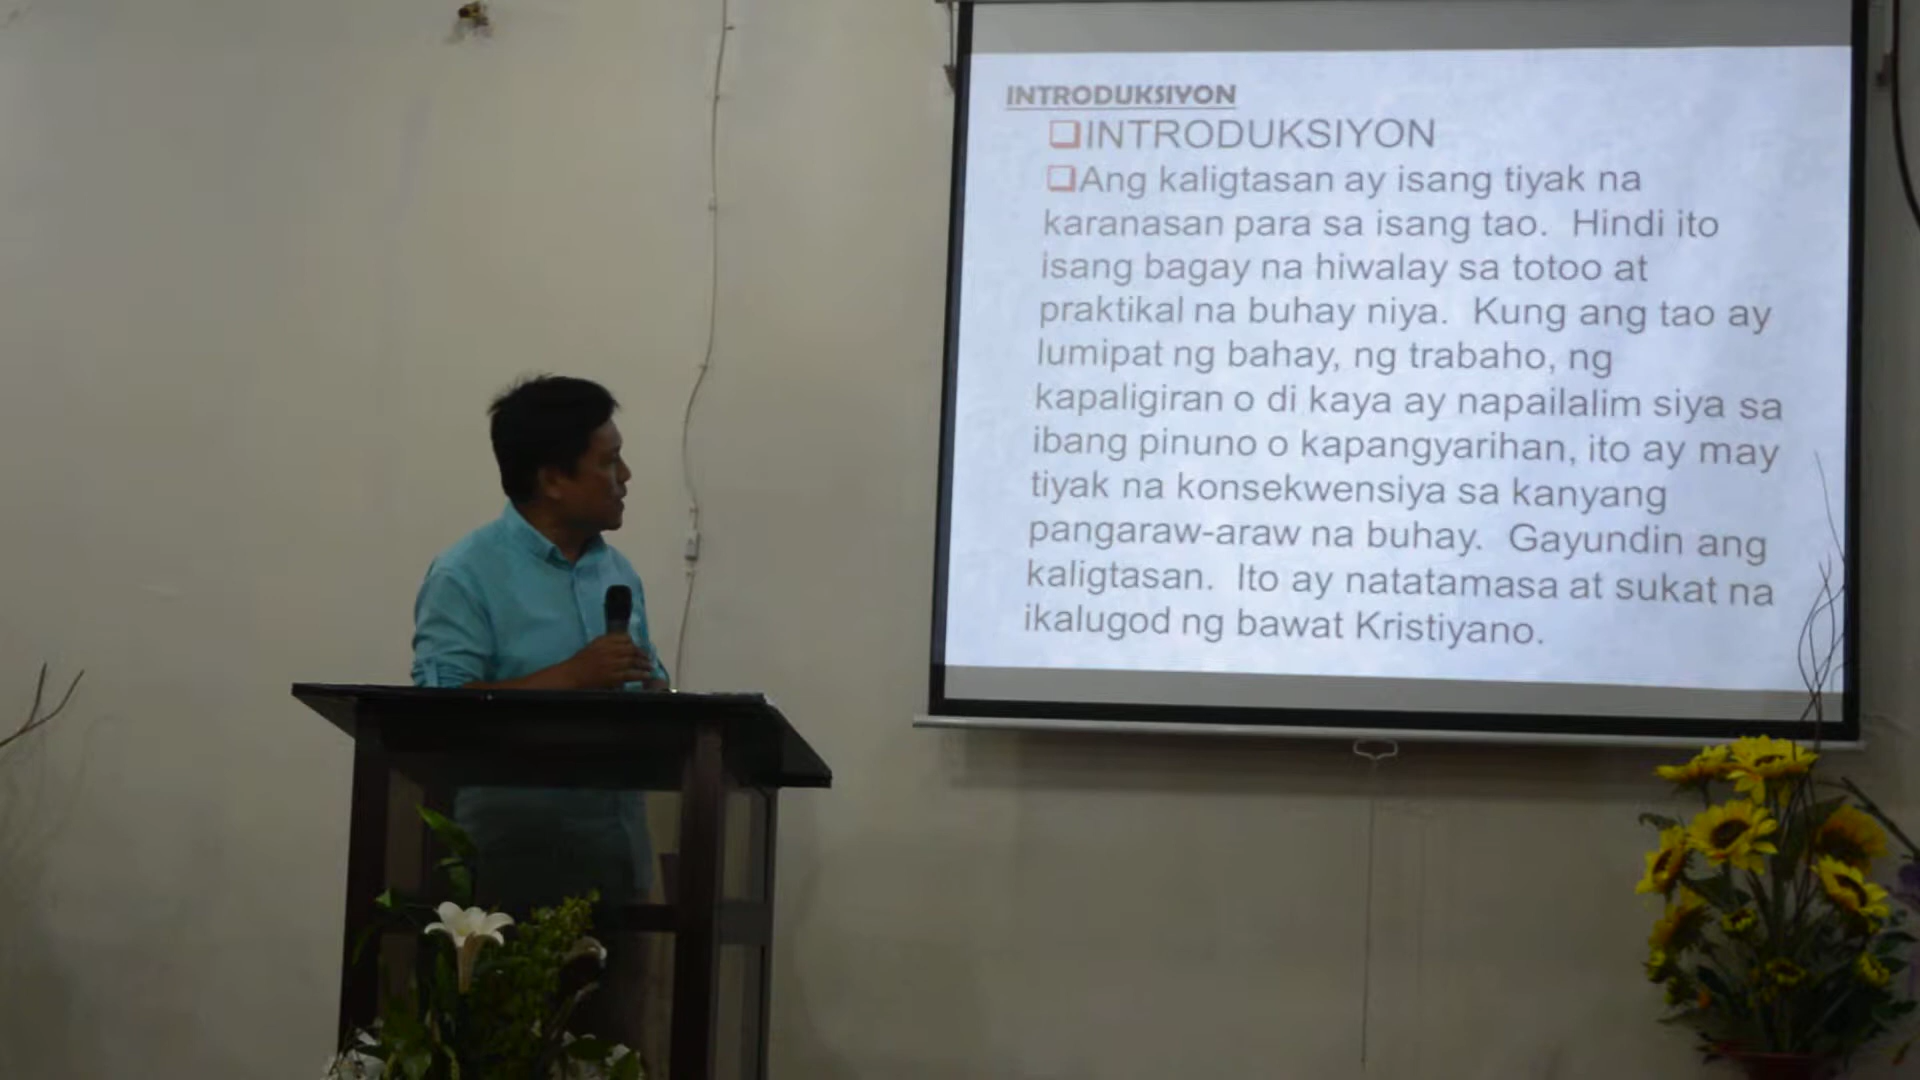 INTRODUKSIYON
INTRODUKSIYON
Ang kaligtasan ay isang tiyak na
karanasan para sa isang tao. Hindi ito
isang bagay na hiwalay sa totoo at
praktikal na buhay niya. Kung ang tao ay
lumipat ng bahay, ng trabaho, ng
kapaligiran o di kaya ay napailalim siya sa
ibang pinuno o kapangyarihan, ito ay may
tiyak na konsekwensiya sa kanyang
pangaraw-araw na buhay. Gayundin ang
kaligtasan. Ito ay natatamasa at sukat na
ikalugod ng bawat Kristiyano.